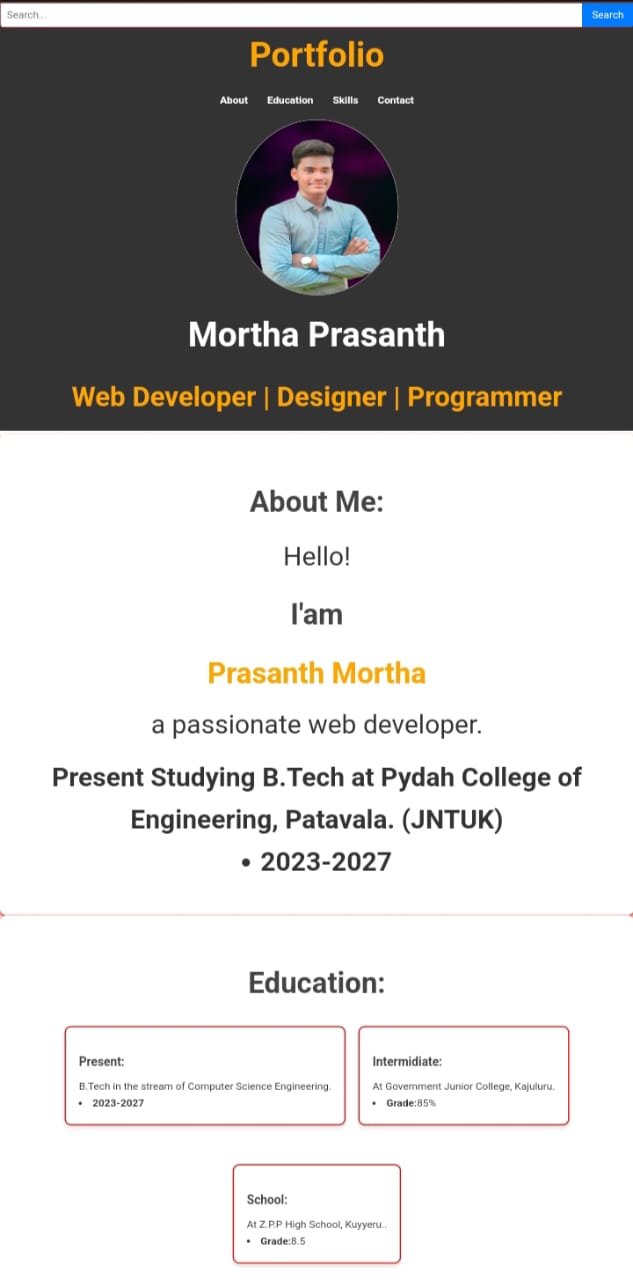 Search...
Search
Portfolio
About Education Skills Contact
Mortha Prasanth
Web Developer | Designer | Programmer
About Me:
Hello!
I'am
Prasanth Mortha
a passionate web developer.
Present Studying B.Tech at Pydah College of
Engineering, Patavala. (JNTUK)
• 2023-2027
Education:
Present:
B.Tech in the stream of Computer Science Engineering.
• 2023-2027
Intermidiate:
At Government Junior College, Kajuluru.
• Grade:85%
School:
At Z.P.P High School, Kuyyeru..
• Grade:8.5